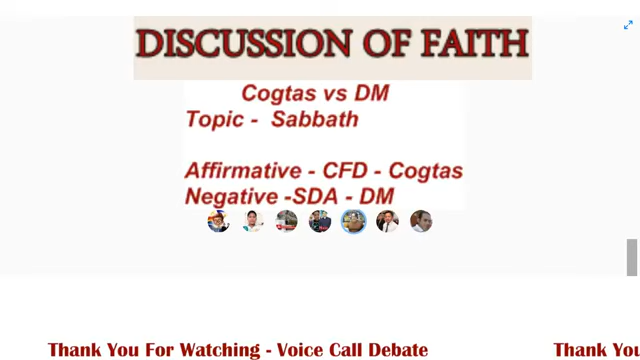 DISCUSSION OF FAITH
Cogtas vs DM
Topic - Sabbath
Affirmative - CFD - Cogtas
Negative -SDA - DM
Thank You For Watching - Voice Call Debate
Thank You